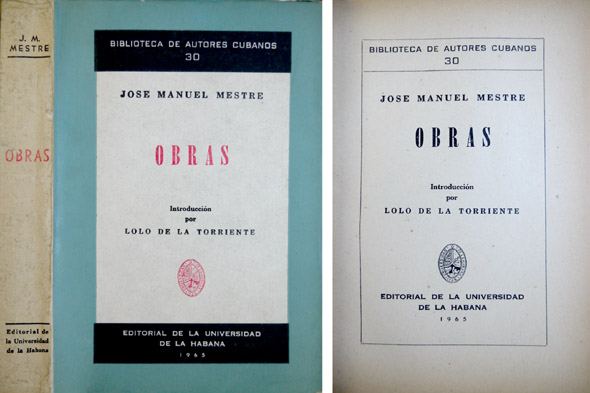 J. M.
MESTRE
OBRAS
Editorial de
la Universidad
de la Habana
BIBLIOTECA DE AUTORES CUBANOS
30
JOSE MANUEL MESTRE
OBRAS
Introducción
por
LOLO DE LA TORRIENTE
EDITORIAL DE LA UNIVERSIDAD
DE LA HABANA
1965
BIBLIOTECA DE AUTORES CUBANOS
30
JOSE MANUEL MESTRE
OBRAS
Introducción
por
LOLO DE LA TORRIENTE
EDITORIAL DE LA UNIVERSIDAD
DE LA HABANA
1965